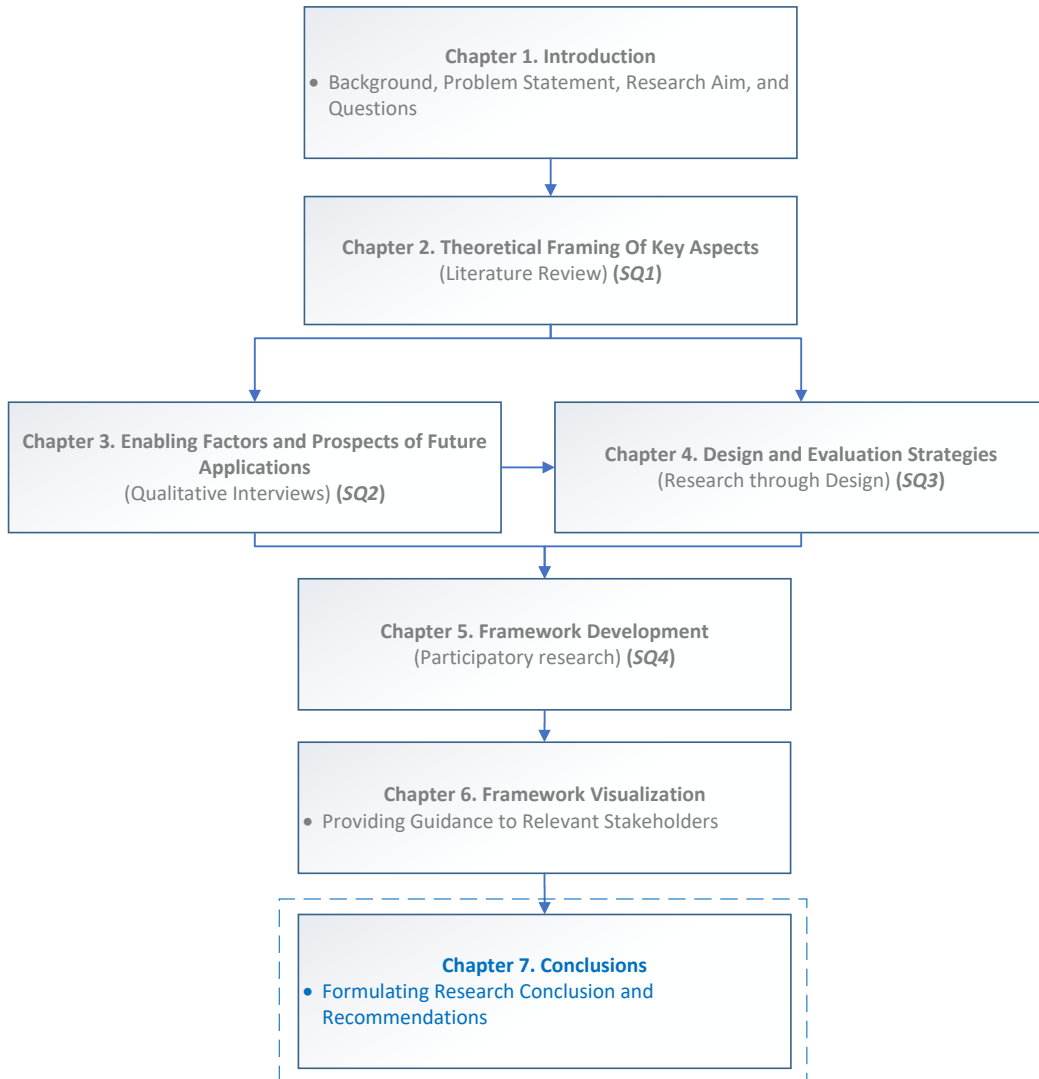 Chapter 1. Introduction
• Background, Problem Statement, Research Aim, and
Questions
Chapter 2. Theoretical Framing Of Key Aspects
(Literature Review) (SQ1)
Chapter 3. Enabling Factors and Prospects of Future
Applications
(Qualitative Interviews) (SQ2)
Chapter 4. Design and Evaluation Strategies
(Research through Design) (SQ3)
Chapter 5. Framework Development
(Participatory research) (SQ4)
Chapter 6. Framework Visualization
• Providing Guidance to Relevant Stakeholders
Chapter 7. Conclusions
• Formulating Research Conclusion and
Recommendations